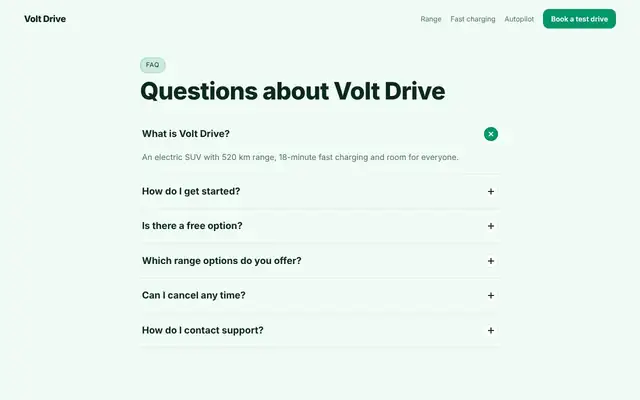 Volt Drive
Range
Fast charging
Autopilot
Book a test drive
FAQ
Questions about Volt Drive
What is Volt Drive?
An electric SUV with 520 km range, 18-minute fast charging and room for everyone.
How do I get started?
Is there a free option?
Which range options do you offer?
Can I cancel any time?
How do I contact support?